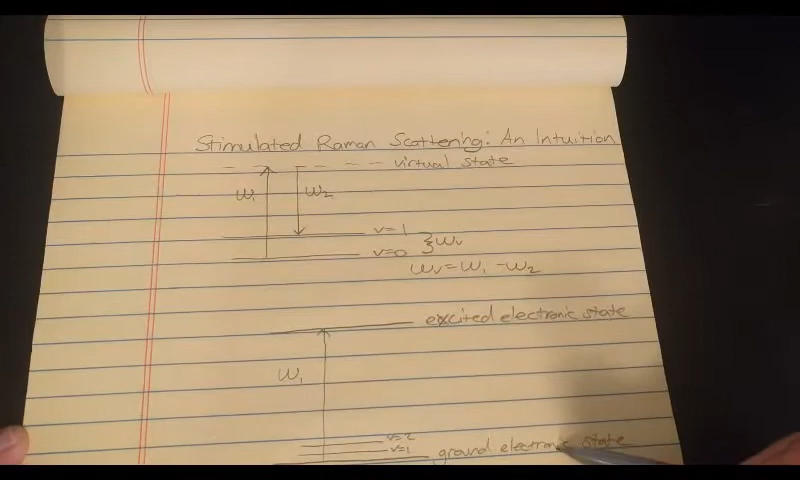 Stimulated Raman Scattering: An Intuition
virtual state
ω₁ ω₂
v=1
}ωv
v=0
ωv=ω₁-ω₂
excited electronic state
ω₁
v=2
v=1
ground electronic state